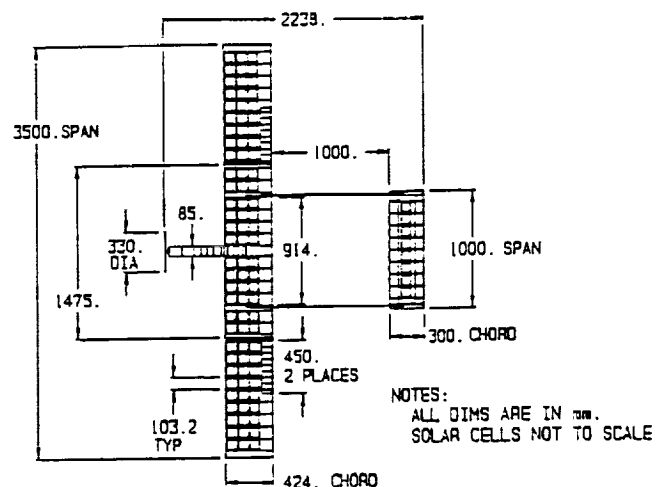 2239.
3500. SPAN
1000.
85.
330.
DIA
914.
1000. SPAN
1475.
300. CHORD
450.
2 PLACES
103.2
TYP
NOTES:
ALL DIMS ARE IN mm.
SOLAR CELLS NOT TO SCALE
424. CHORD